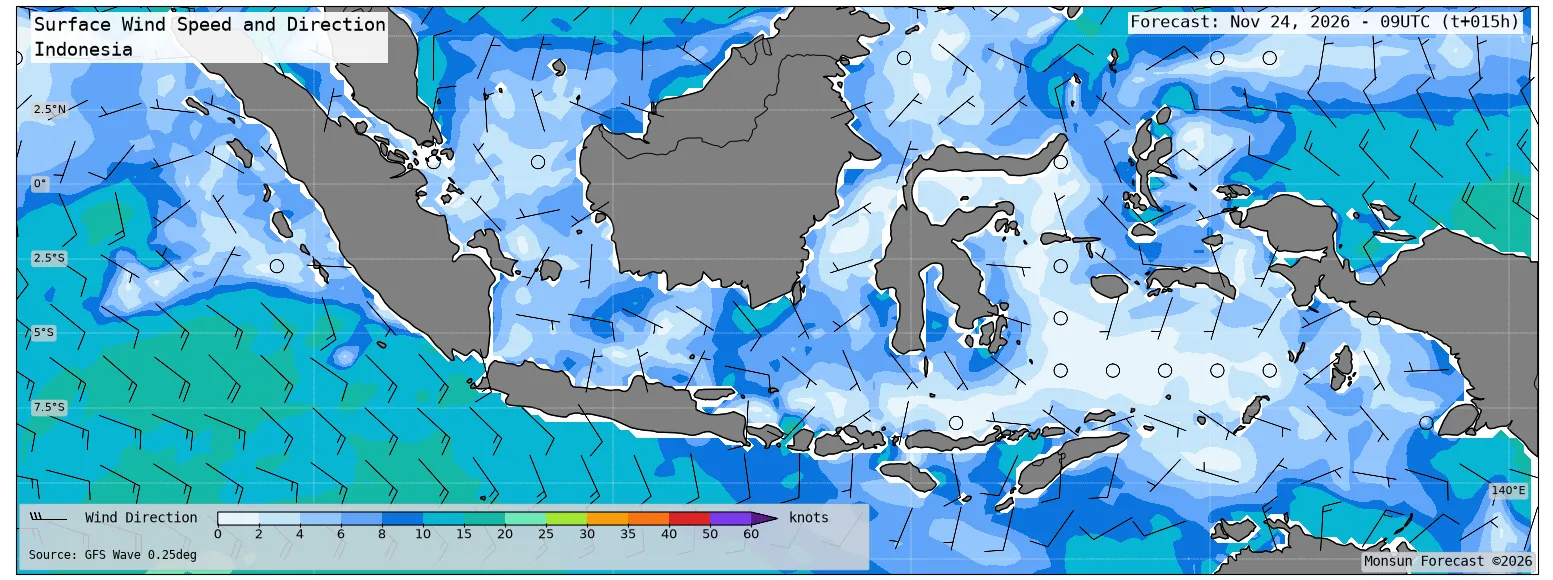 Surface Wind Speed and Direction
Indonesia
Forecast: Nov 24, 2026 - 09UTC (t+015h)
2.5°N
0°
2.5°S
5°S
7.5°S
140°E
Wind Direction
0 2 4 6 8 10 15 20 25 30 35 40 50 60
knots
Source: GFS Wave 0.25deg
Monsun Forecast ©2026